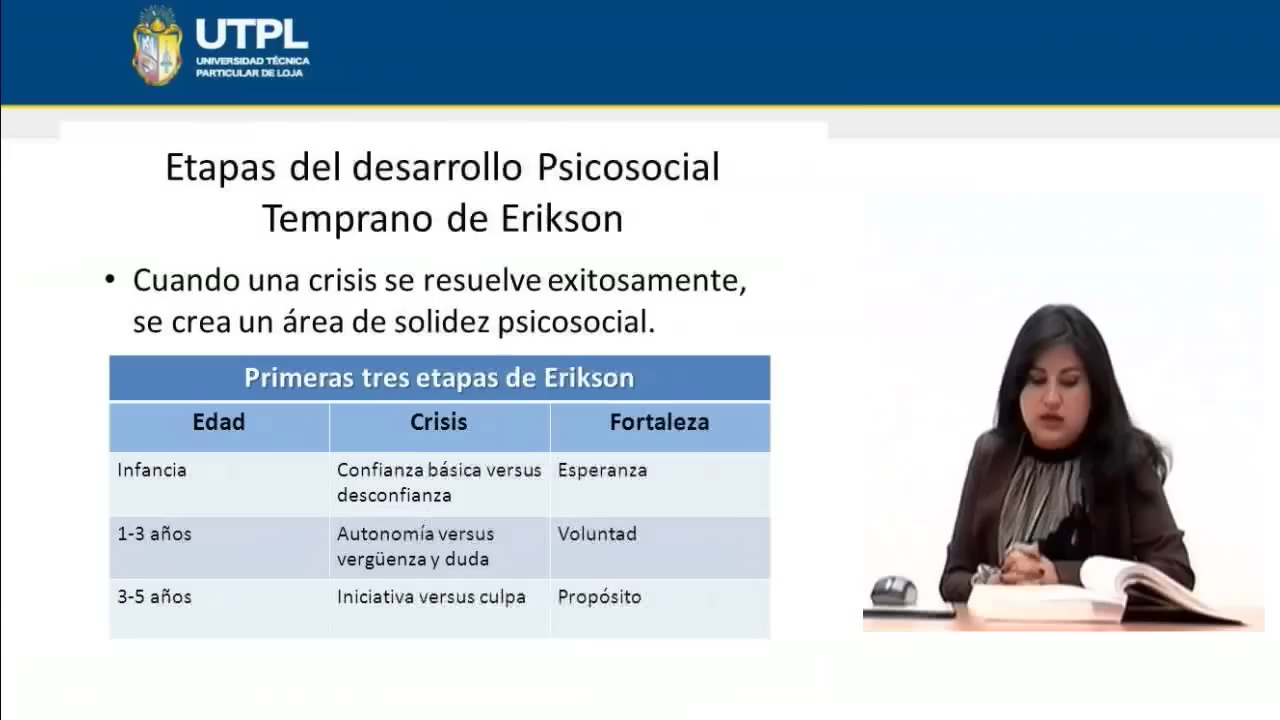 UTPL
UNIVERSIDAD TÉCNICA
PARTICULAR DE LOJA
Etapas del desarrollo Psicosocial
Temprano de Erikson
• Cuando una crisis se resuelve exitosamente,
se crea un área de solidez psicosocial.
Primeras tres etapas de Erikson
Edad Crisis Fortaleza
Infancia Confianza básica versus Esperanza
desconfianza
1-3 años Autonomía versus Voluntad
vergüenza y duda
3-5 años Iniciativa versus culpa Propósito